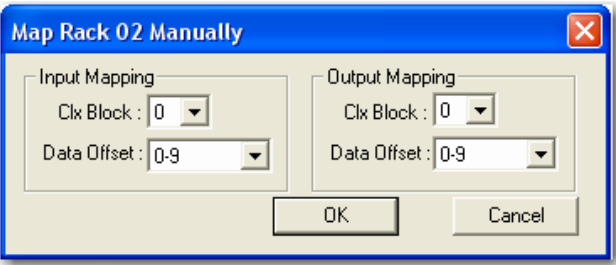 Map Rack 02 Manually
Input Mapping
Clx Block : 0
Data Offset : 0-9
Output Mapping
Clx Block : 0
Data Offset : 0-9
OK
Cancel